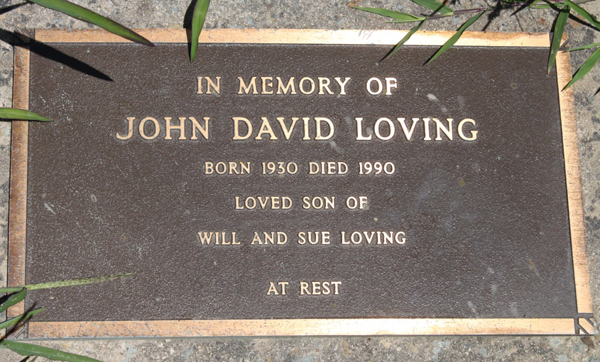 IN MEMORY OF
JOHN DAVID LOVING
BORN 1930 DIED 1990
LOVED SON OF
WILL AND SUE LOVING
AT REST